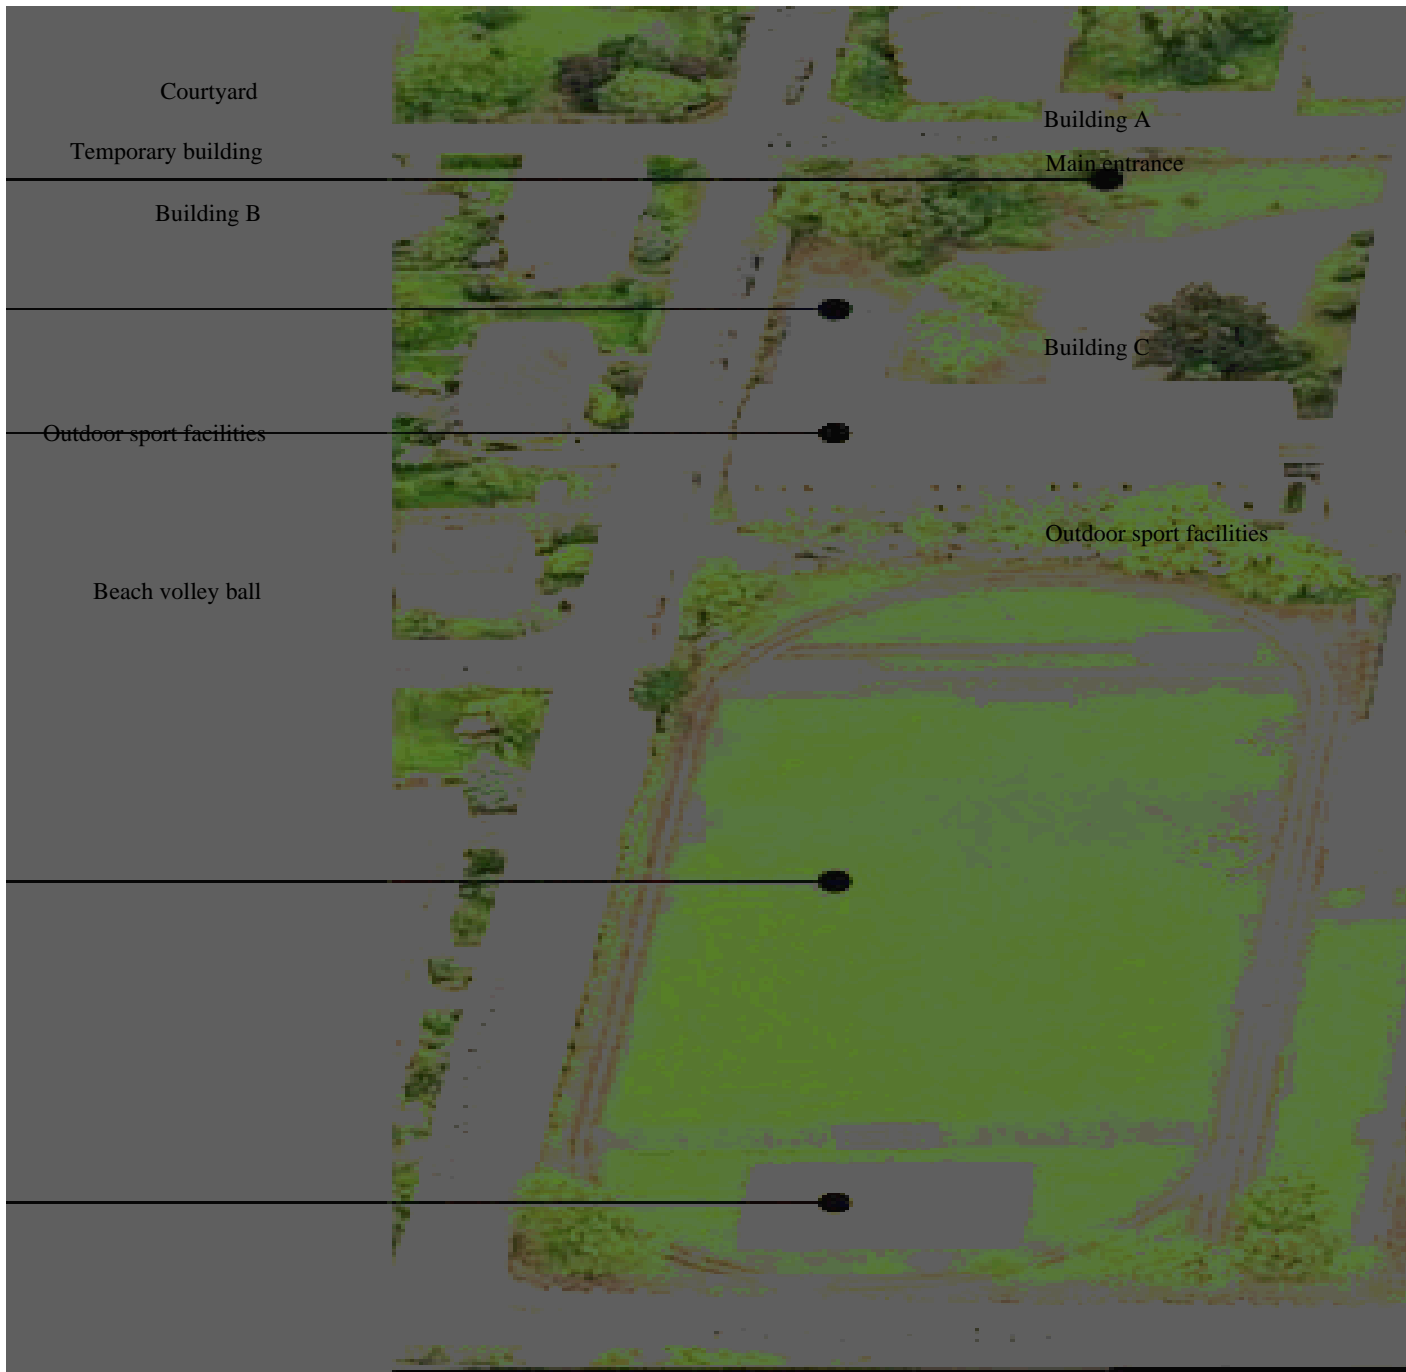 Courtyard
Temporary building
Building B
Outdoor sport facilities
Beach volley ball
Building A
Main entrance
Building C
Outdoor sport facilities